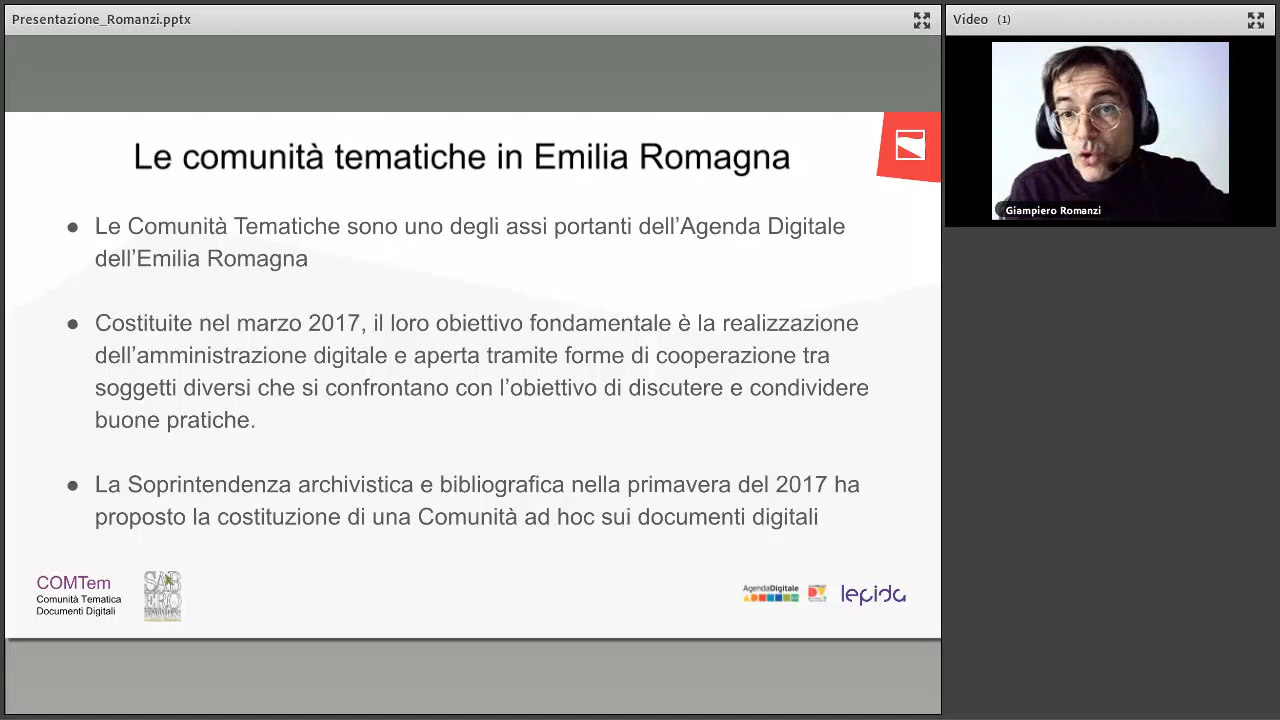 Presentazione_Romanzi.pptx
Video (1)
Giampiero Romanzi
Le comunità tematiche in Emilia Romagna
● Le Comunità Tematiche sono uno degli assi portanti dell’Agenda Digitale
dell’Emilia Romagna
● Costituite nel marzo 2017, il loro obiettivo fondamentale è la realizzazione
dell’amministrazione digitale e aperta tramite forme di cooperazione tra
soggetti diversi che si confrontano con l’obiettivo di discutere e condividere
buone pratiche.
● La Soprintendenza archivistica e bibliografica nella primavera del 2017 ha
proposto la costituzione di una Comunità ad hoc sui documenti digitali
COMTem
Comunità Tematica
Documenti Digitali
SAB
ERO
AgendaDigitale
lepida